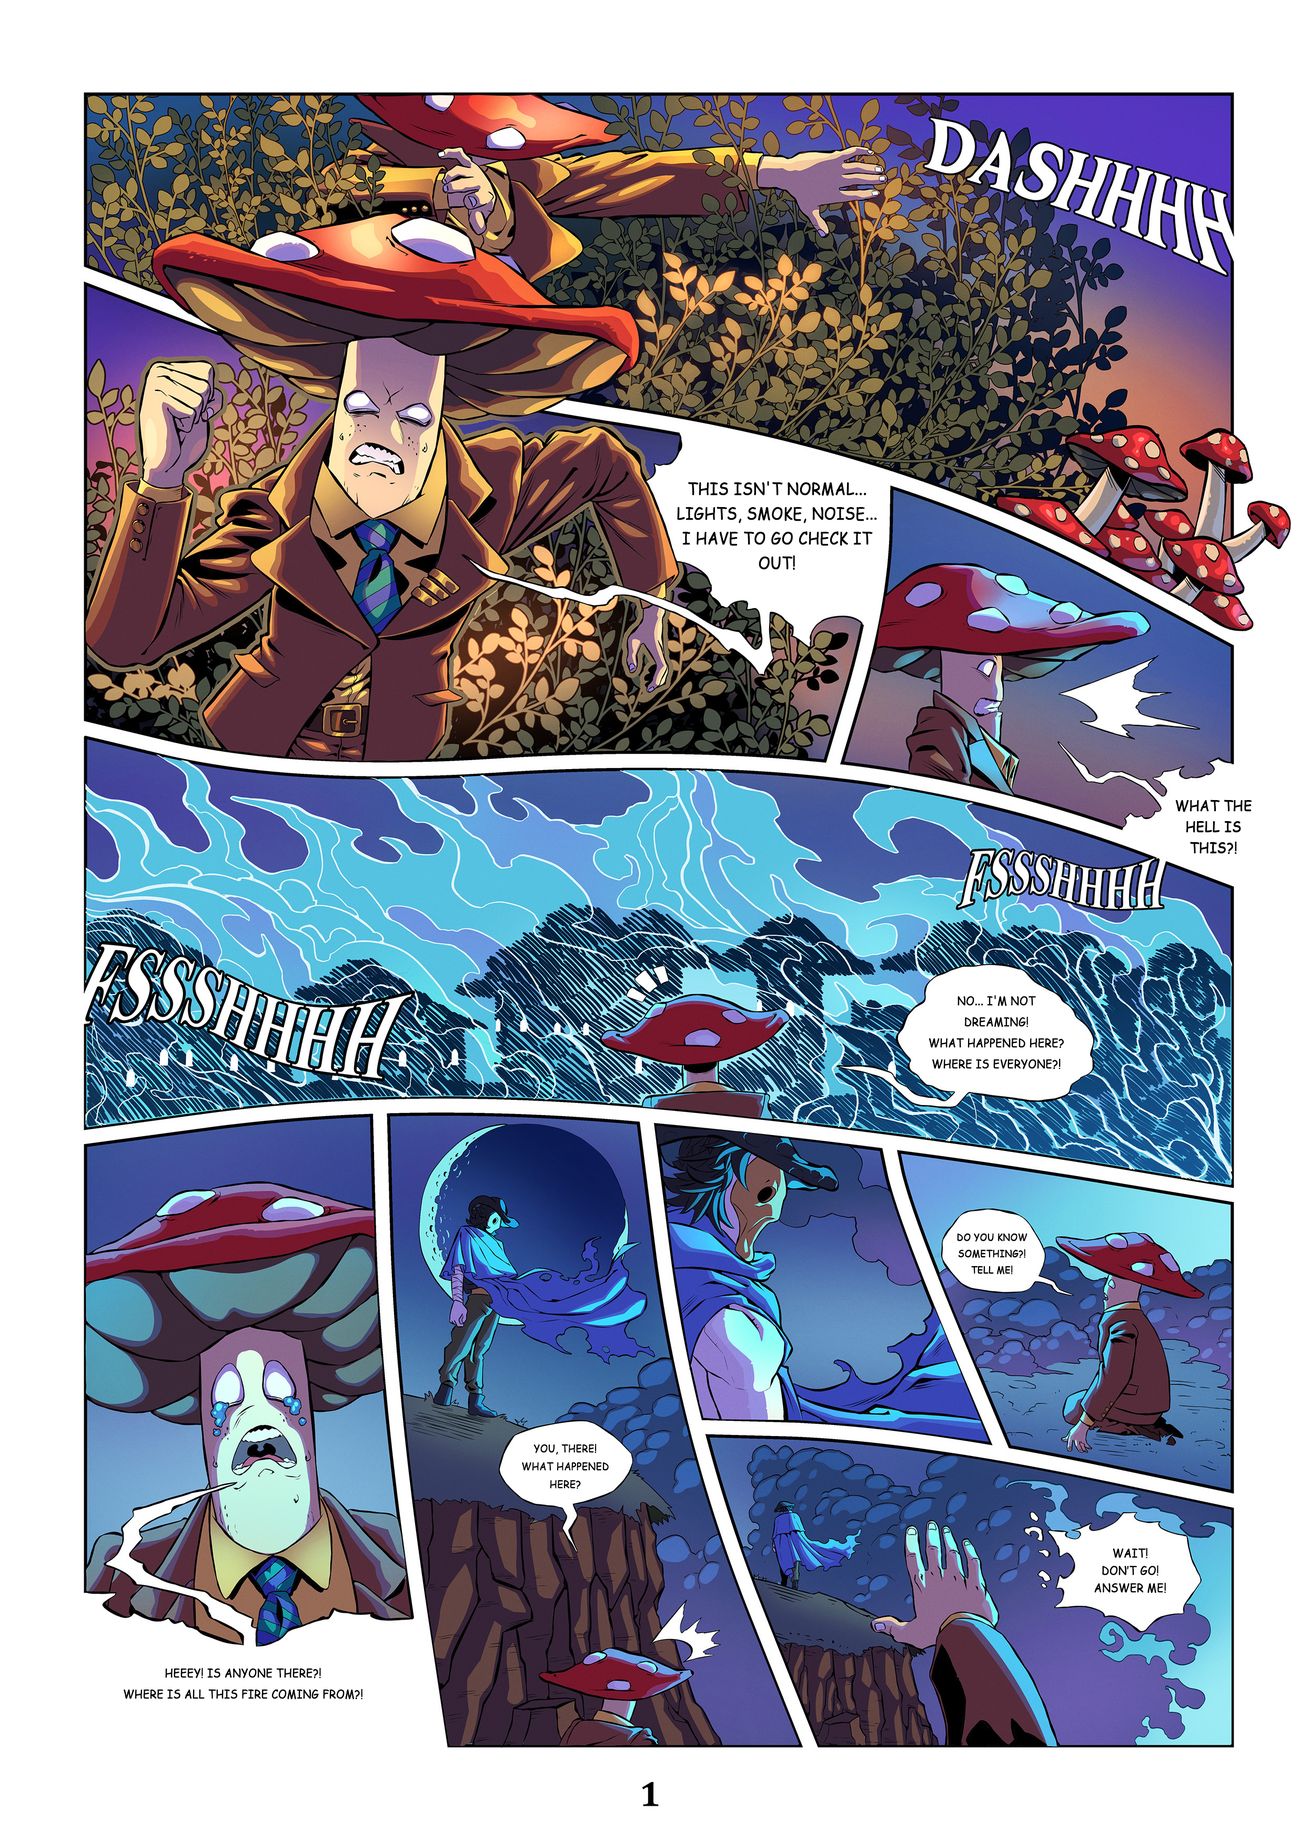 DASHHHH
THIS ISN'T NORMAL...
LIGHTS, SMOKE, NOISE...
I HAVE TO GO CHECK IT
OUT!
WHAT THE
HELL IS
THIS?!
FSSSHHHH
FSSSHHHH
NO... I'M NOT
DREAMING!
WHAT HAPPENED HERE?
WHERE IS EVERYONE?!
HEEEY! IS ANYONE THERE?!
WHERE IS ALL THIS FIRE COMING FROM?!
YOU, THERE!
WHAT HAPPENED
HERE?
DO YOU KNOW
SOMETHING?!
TELL ME!
WAIT!
DON'T GO!
ANSWER ME!
1